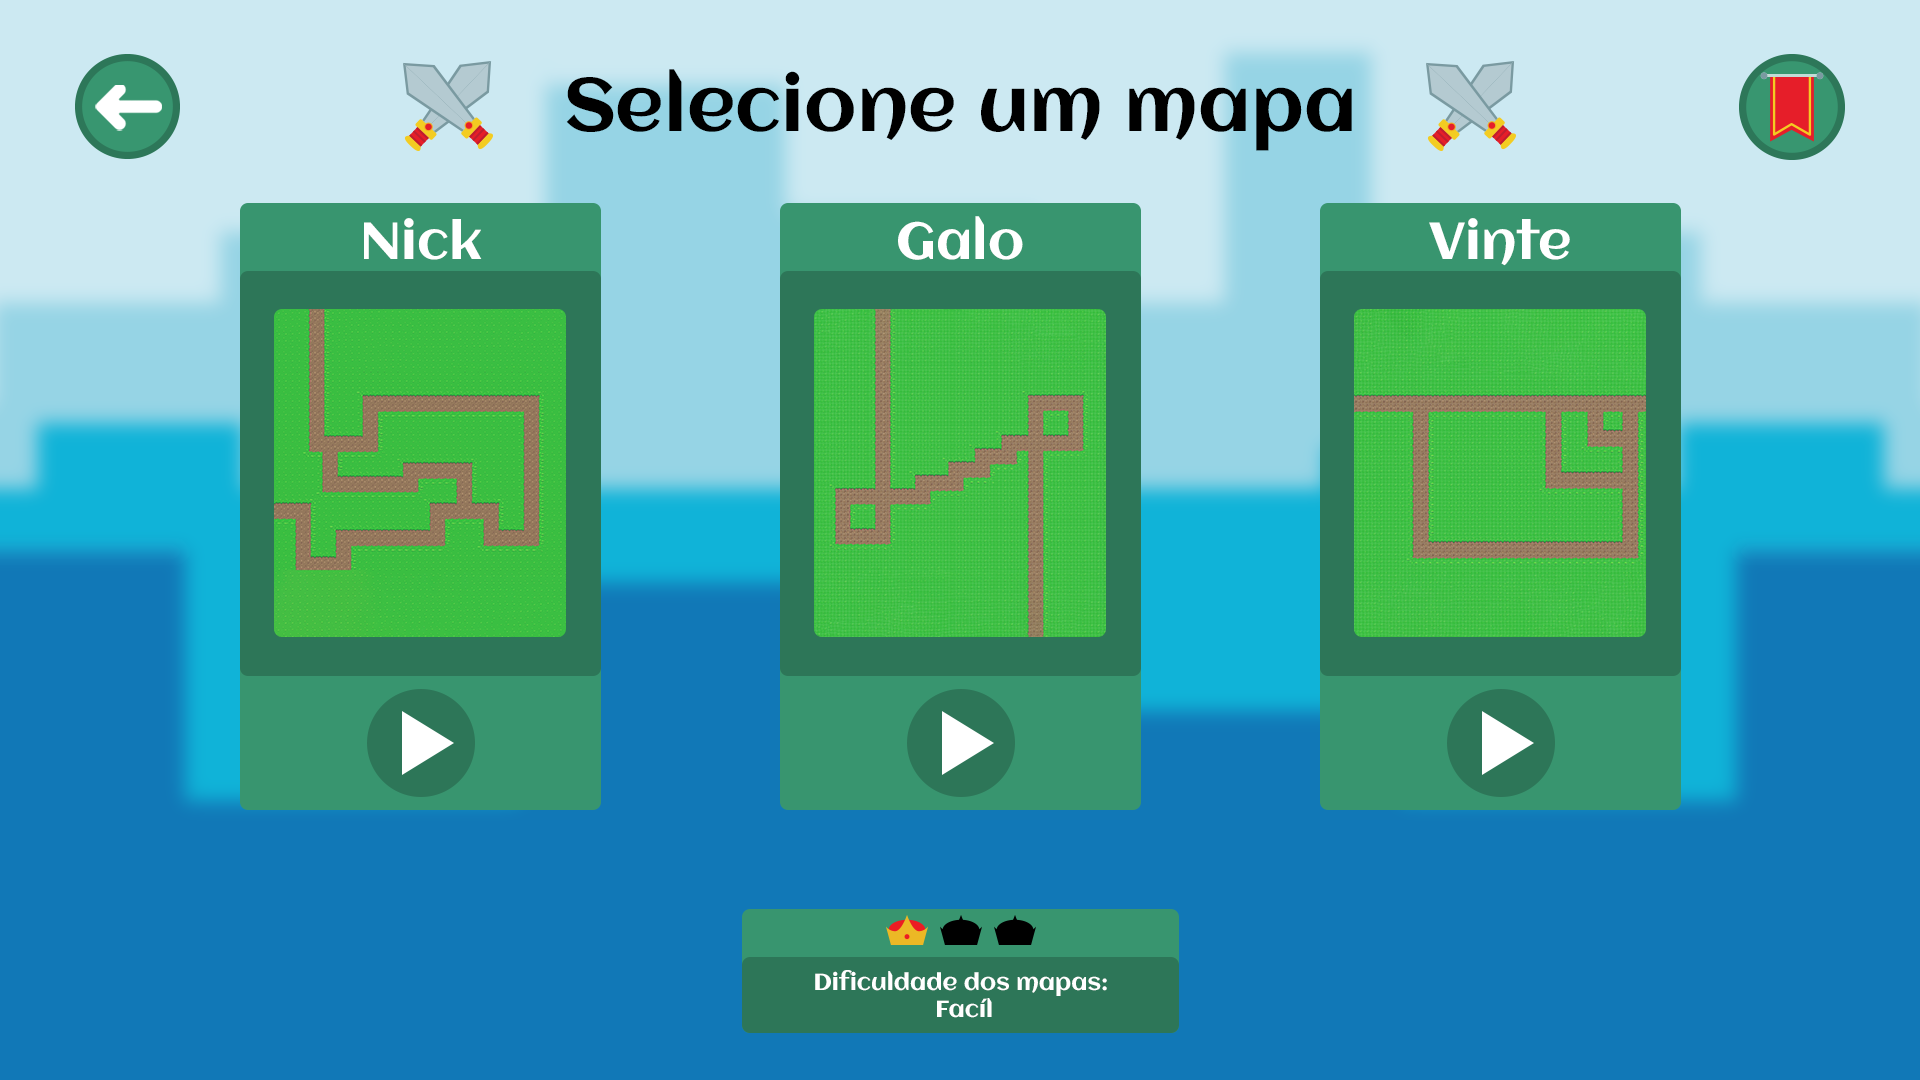 Selecione um mapa
Nick
Galo
Vinte
Dificuldade dos mapas:
Facíl